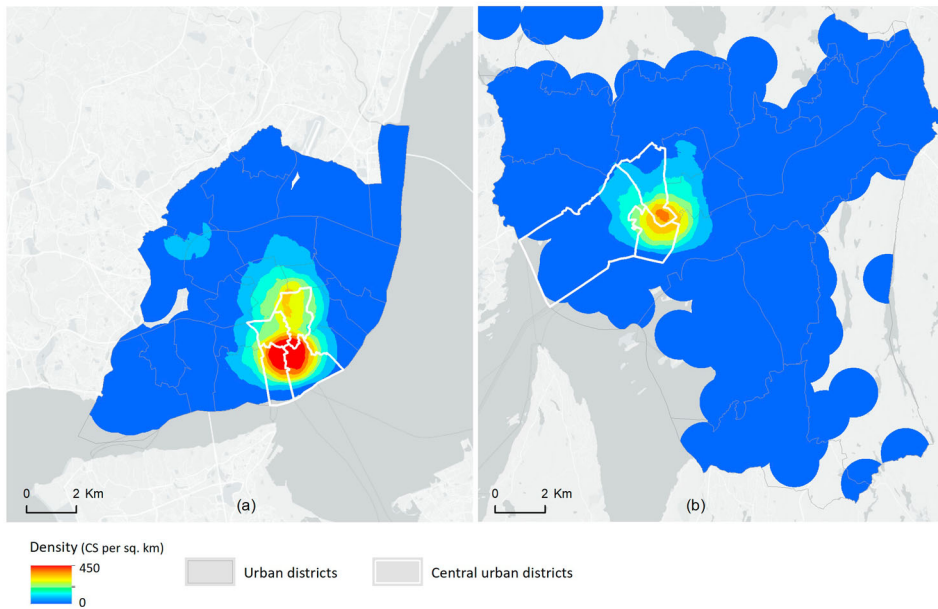 0 2 Km
(a)
0 2 Km
(b)
Density (CS per sq. km)
450
0
Urban districts
Central urban districts